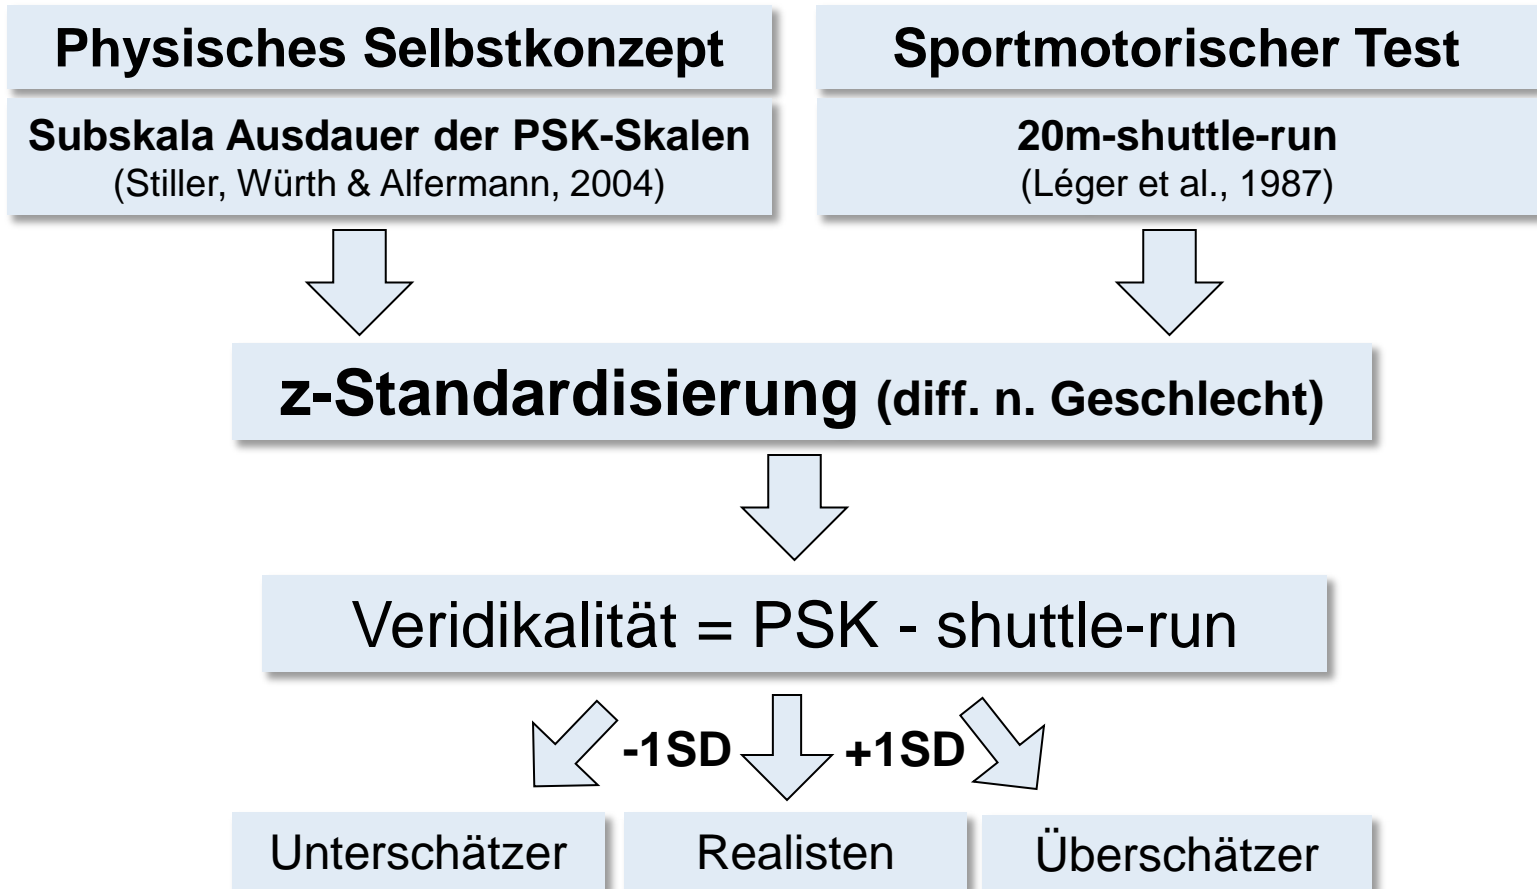 Physisches Selbstkonzept
Subskala Ausdauer der PSK-Skalen
(Stiller, Würth & Alfermann, 2004)
Sportmotorischer Test
20m-shuttle-run
(Léger et al., 1987)
z-Standardisierung (diff. n. Geschlecht)
Veridikalität = PSK - shuttle-run
-1SD
+1SD
Unterschätzer
Realisten
Überschätzer